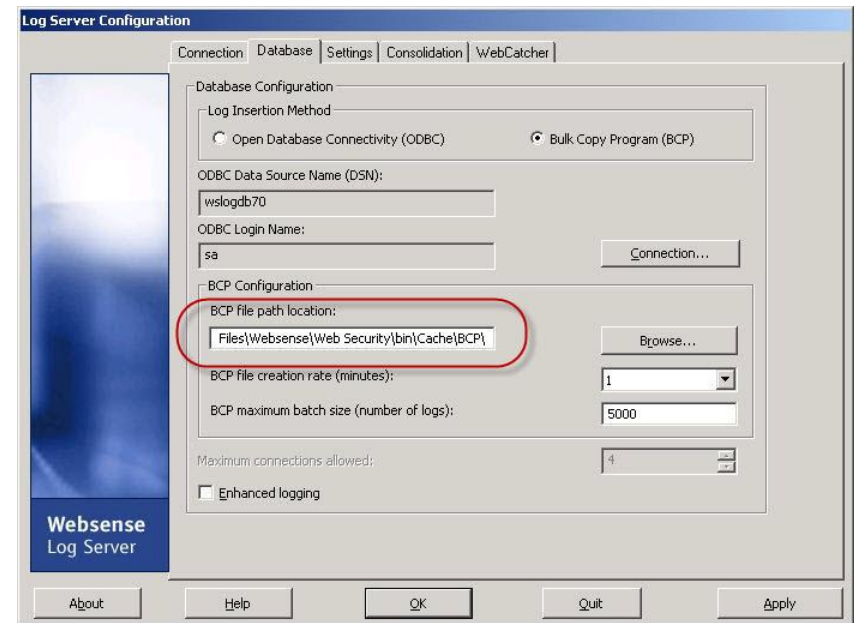 Log Server Configuration
Connection Database Settings Consolidation WebCatcher
Database Configuration
Log Insertion Method
Open Database Connectivity (ODBC) Bulk Copy Program (BCP)
ODBC Data Source Name (DSN):
wslogdb70
ODBC Login Name:
sa Connection...
BCP Configuration
BCP file path location:
Files\Websense\Web Security\bin\Cache\BCP\ Browse...
BCP file creation rate (minutes): 1
BCP maximum batch size (number of logs): 5000
Maximum connections allowed: 4
Enhanced logging
Websense
Log Server
About Help OK Quit Apply